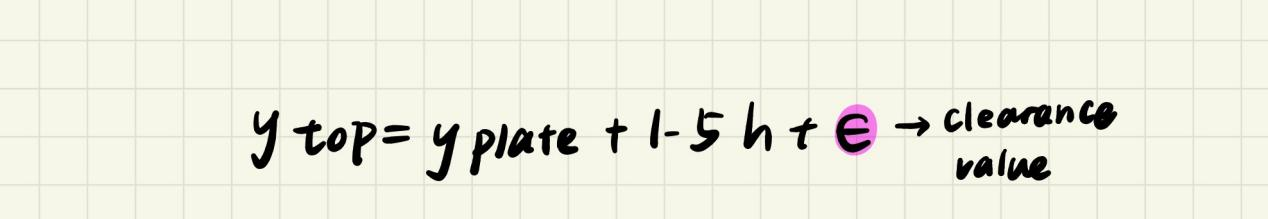 y top = y plate + 1-5 h + ϵ → clearance
value